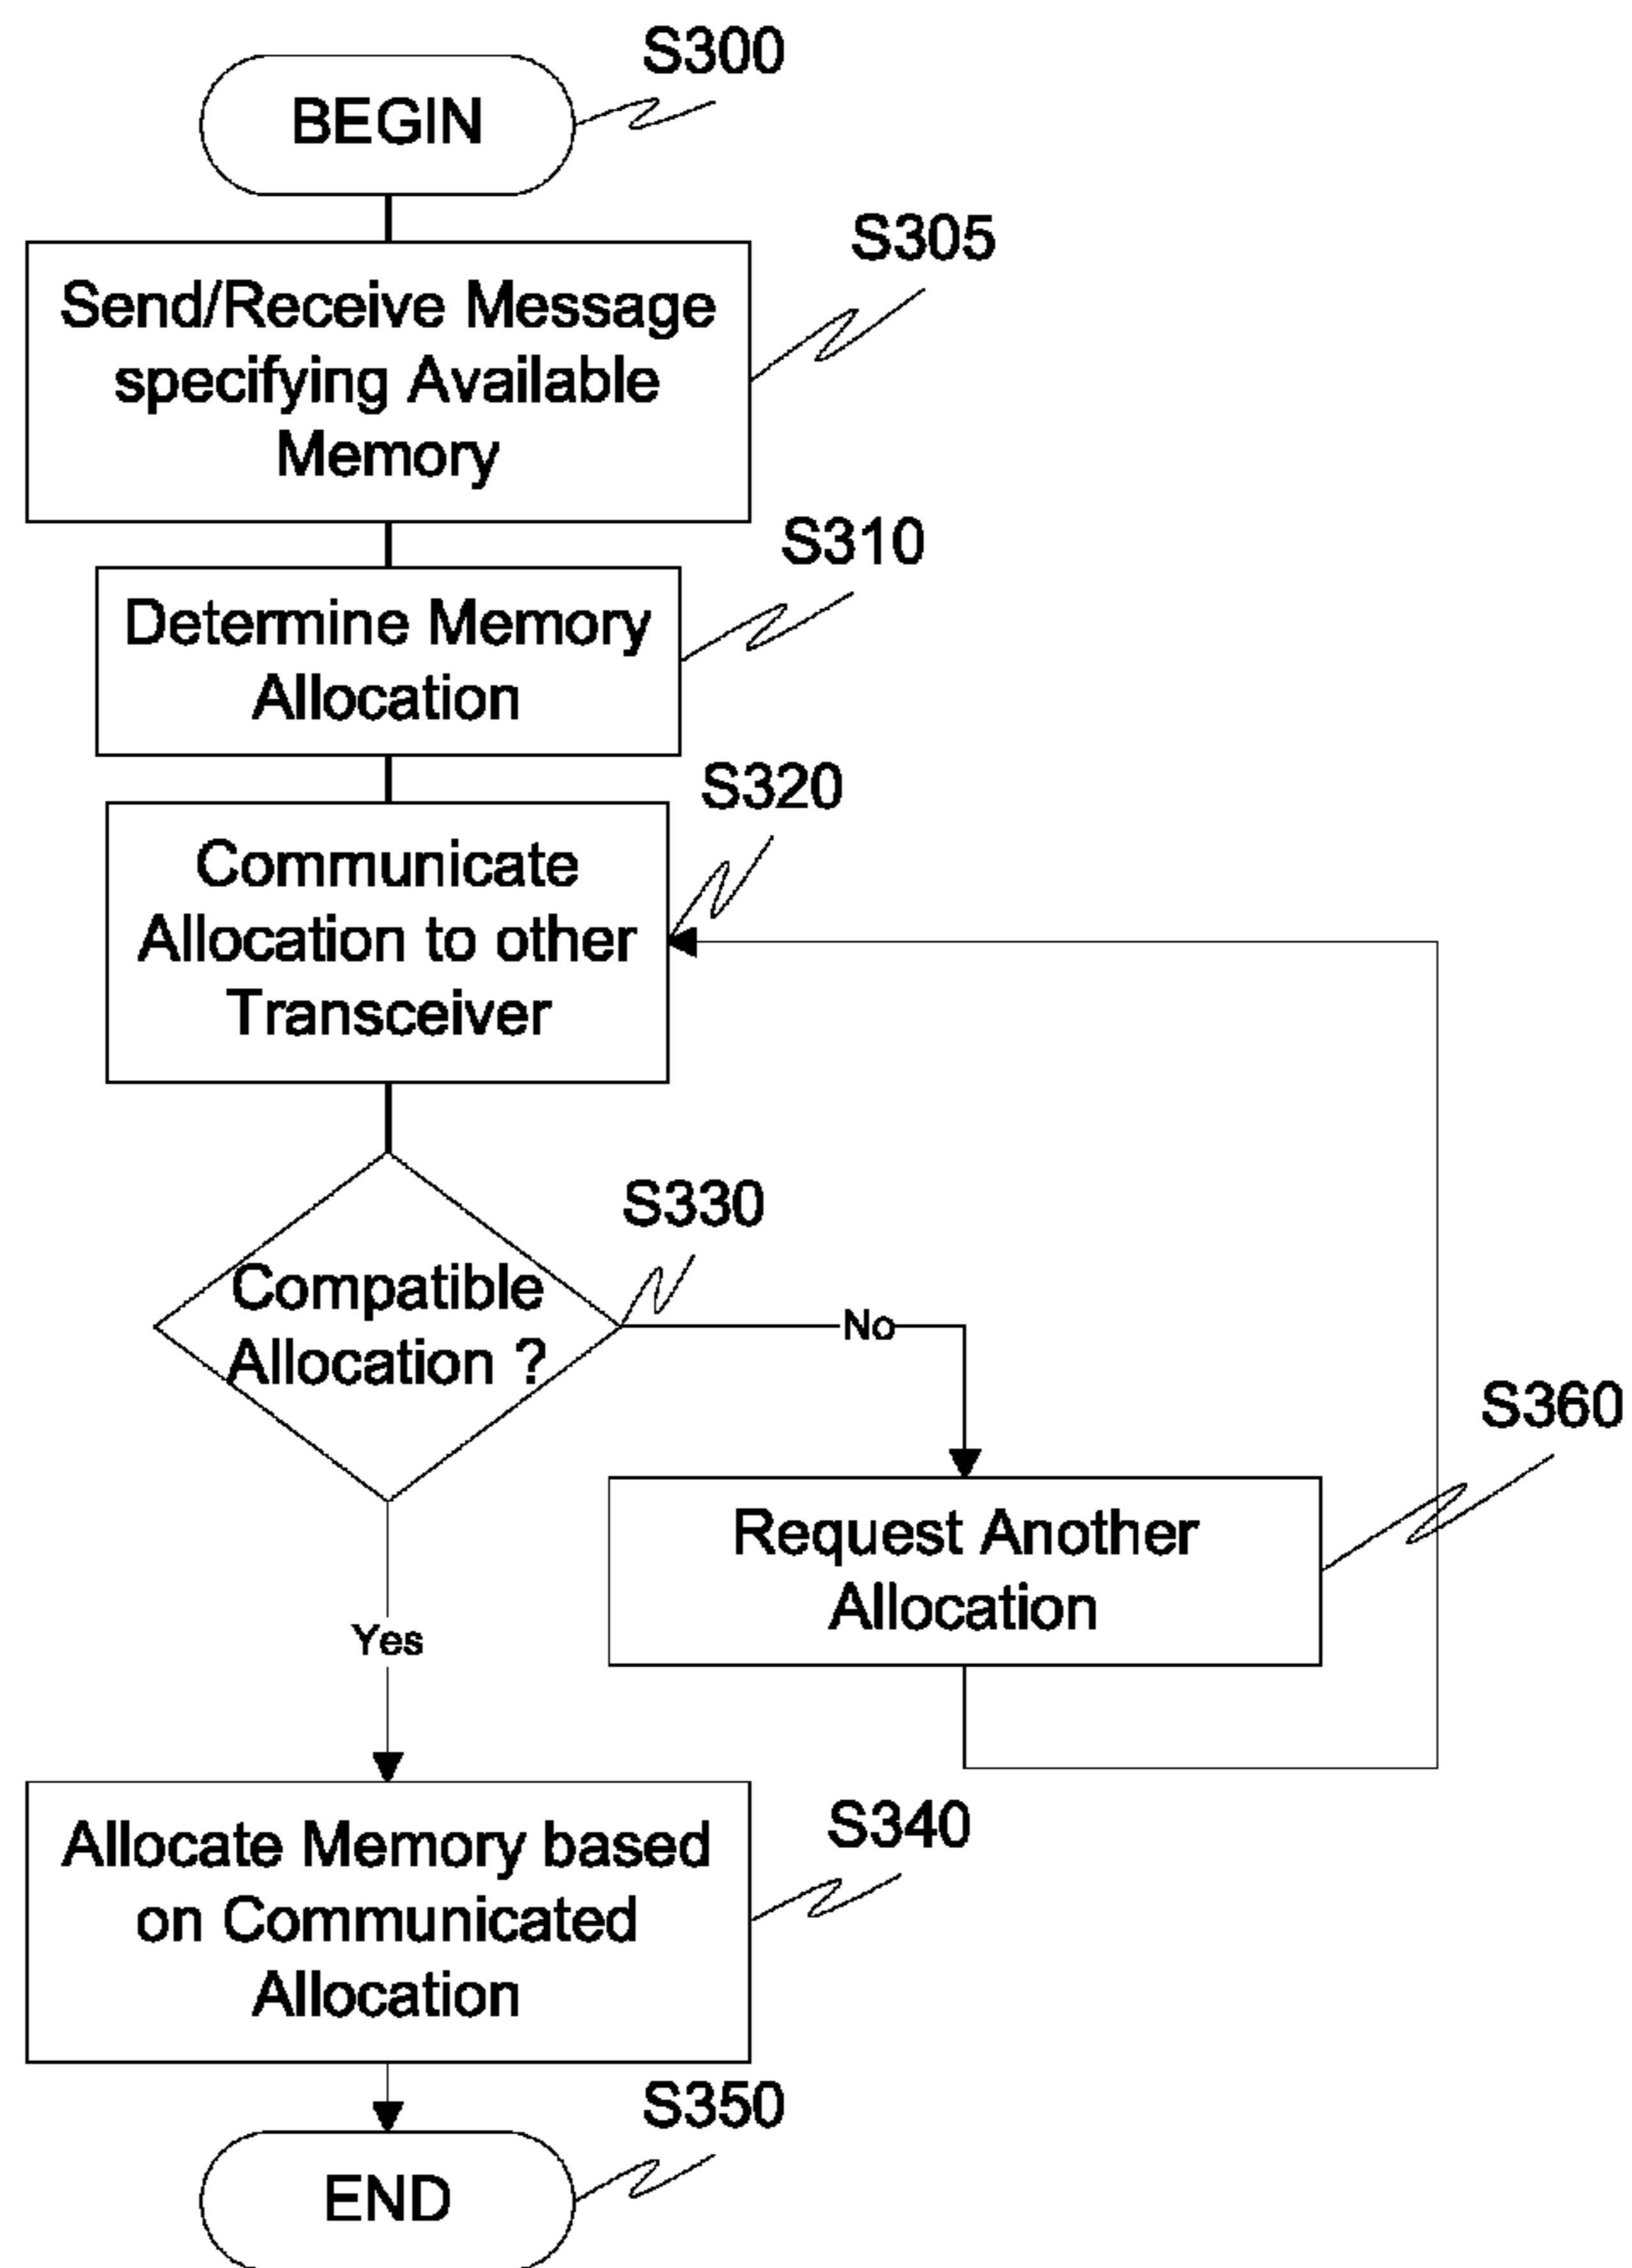 S300
BEGIN
S305
Send/Receive Message
specifying Available
Memory
S310
Determine Memory
Allocation
S320
Communicate
Allocation to other
Transceiver
S330
Compatible
Allocation ?
No
S360
Request Another
Allocation
Yes
S340
Allocate Memory based
on Communicated
Allocation
S350
END